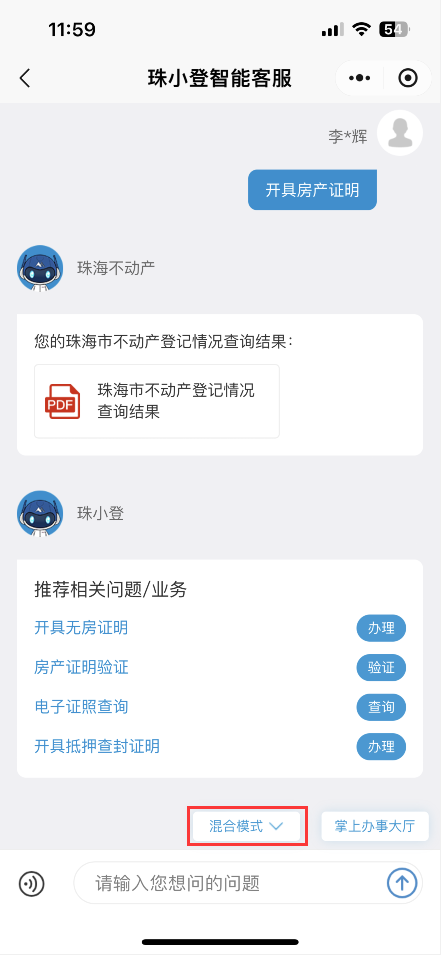 11:59
54
珠小登智能客服
李*辉
开具房产证明
珠海不动产
您的珠海市不动产登记情况查询结果：
PDF
珠海市不动产登记情况
查询结果
珠小登
推荐相关问题/业务
开具无房证明 办理
房产证明验证 验证
电子证照查询 查询
开具抵押查封证明 办理
混合模式 掌上办事大厅
请输入您想问的问题